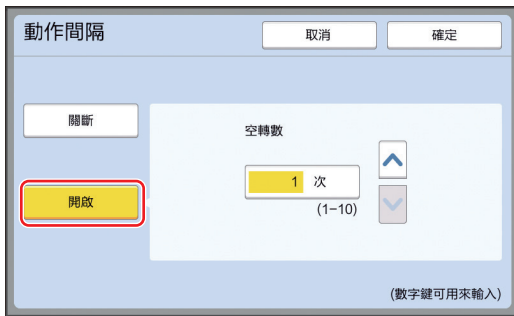 動作間隔
取消
確定
關斷
空轉數
1 次
開啟
(1-10)
(數字鍵可用來輸入)